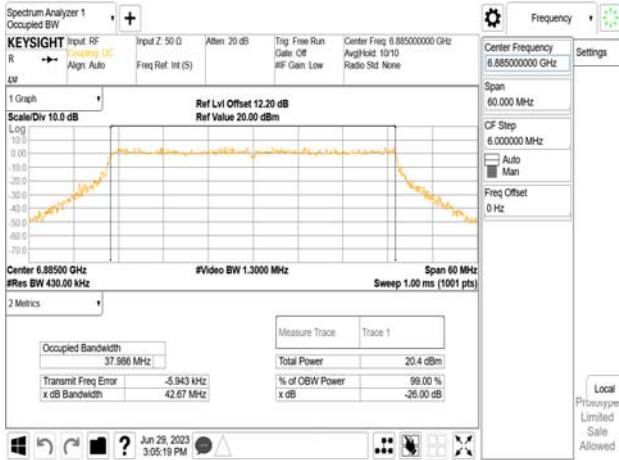 Spectrum Analyzer 1
Occupied BW
Frequency
KEYSIGHT
R
Input: RF
Coupling: DC
Align: Auto
Input Z: 50 Ω
Freq Ref: Int (S)
Atten: 20 dB
Trig: Free Run
Gate: Off
#IF Gain: Low
Center Freq: 6.885000000 GHz
Avg|Hold: 10/10
Radio Std: None
1 Graph
Scale/Div 10.0 dB
Ref Lvl Offset 12.20 dB
Ref Value 20.00 dBm
Log
10.0
0.00
-10.0
-20.0
-30.0
-40.0
-50.0
-60.0
-70.0
Center 6.88500 GHz
#Res BW 430.00 kHz
#Video BW 1.3000 MHz
Span 60 MHz
Sweep 1.00 ms (1001 pts)
2 Metrics
Measure Trace
Trace 1
Occupied Bandwidth
37.986 MHz
Total Power
20.4 dBm
Transmit Freq Error
-5.943 kHz
% of OBW Power
99.00 %
x dB Bandwidth
42.67 MHz
x dB
-26.00 dB
Center Frequency
6.885000000 GHz
Settings
Span
60.000 MHz
CF Step
6.000000 MHz
Auto
Man
Freq Offset
0 Hz
Local
Prototype
Limited
Sale
Allowed
Jun 29, 2023
3:05:19 PM